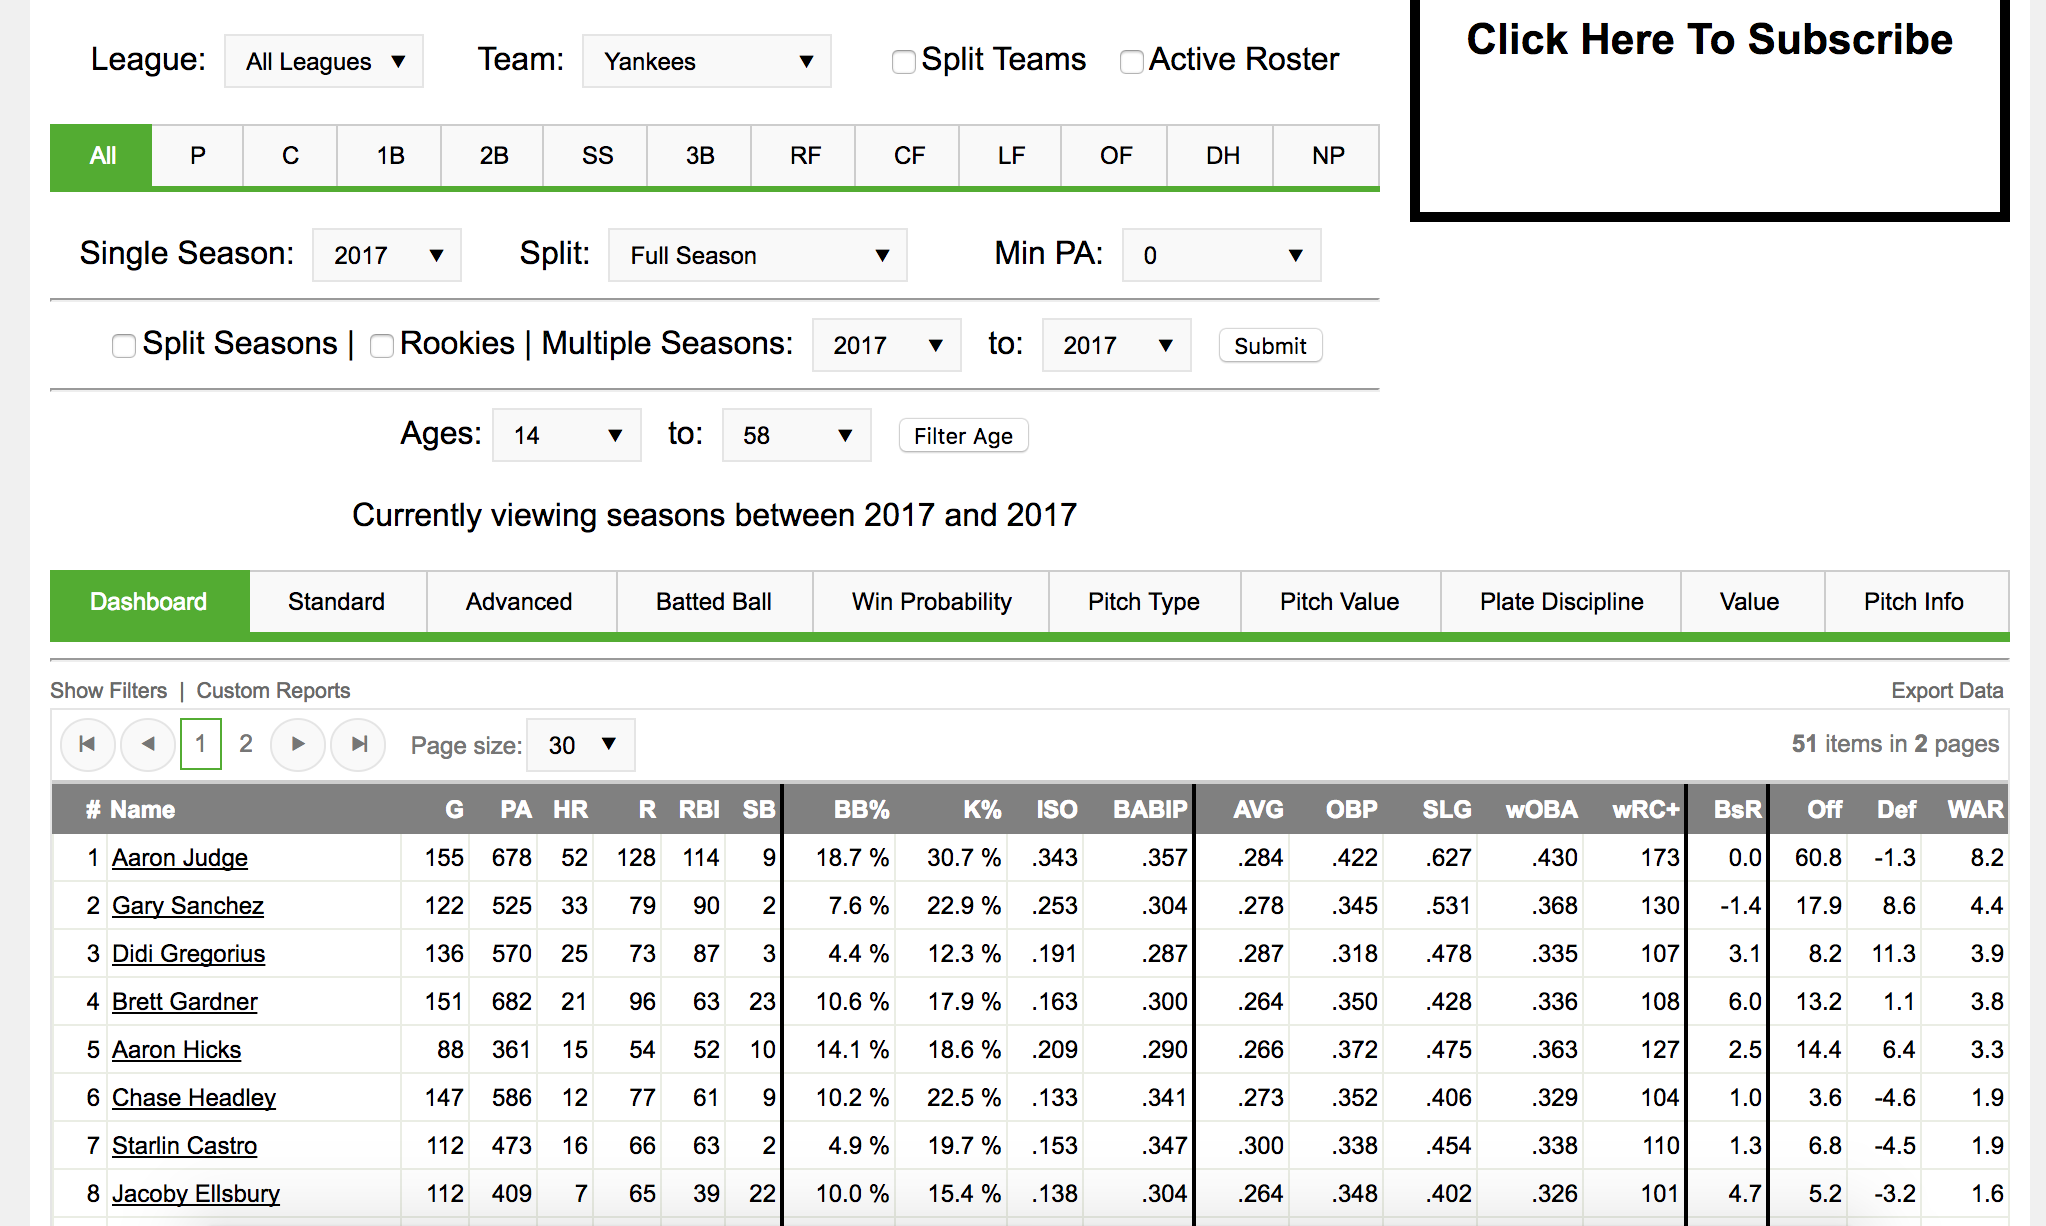 League: All Leagues ▼ Team: Yankees ▼ Split Teams Active Roster
Click Here To Subscribe
All P C 1B 2B SS 3B RF CF LF OF DH NP
Single Season: 2017 ▼ Split: Full Season ▼ Min PA: 0 ▼
Split Seasons | Rookies | Multiple Seasons: 2017 ▼ to: 2017 ▼ Submit
Ages: 14 ▼ to: 58 ▼ Filter Age
Currently viewing seasons between 2017 and 2017
Dashboard Standard Advanced Batted Ball Win Probability Pitch Type Pitch Value Plate Discipline Value Pitch Info
Show Filters | Custom Reports Export Data
1 2 Page size: 30 ▼ 51 items in 2 pages
# Name G PA HR R RBI SB BB% K% ISO BABIP AVG OBP SLG wOBA wRC+ BsR Off Def WAR
1 Aaron Judge 155 678 52 128 114 9 18.7 % 30.7 % .343 .357 .284 .422 .627 .430 173 0.0 60.8 -1.3 8.2
2 Gary Sanchez 122 525 33 79 90 2 7.6 % 22.9 % .253 .304 .278 .345 .531 .368 130 -1.4 17.9 8.6 4.4
3 Didi Gregorius 136 570 25 73 87 3 4.4 % 12.3 % .191 .287 .287 .318 .478 .335 107 3.1 8.2 11.3 3.9
4 Brett Gardner 151 682 21 96 63 23 10.6 % 17.9 % .163 .300 .264 .350 .428 .336 108 6.0 13.2 1.1 3.8
5 Aaron Hicks 88 361 15 54 52 10 14.1 % 18.6 % .209 .290 .266 .372 .475 .363 127 2.5 14.4 6.4 3.3
6 Chase Headley 147 586 12 77 61 9 10.2 % 22.5 % .133 .341 .273 .352 .406 .329 104 1.0 3.6 -4.6 1.9
7 Starlin Castro 112 473 16 66 63 2 4.9 % 19.7 % .153 .347 .300 .338 .454 .338 110 1.3 6.8 -4.5 1.9
8 Jacoby Ellsbury 112 409 7 65 39 22 10.0 % 15.4 % .138 .304 .264 .348 .402 .326 101 4.7 5.2 -3.2 1.6